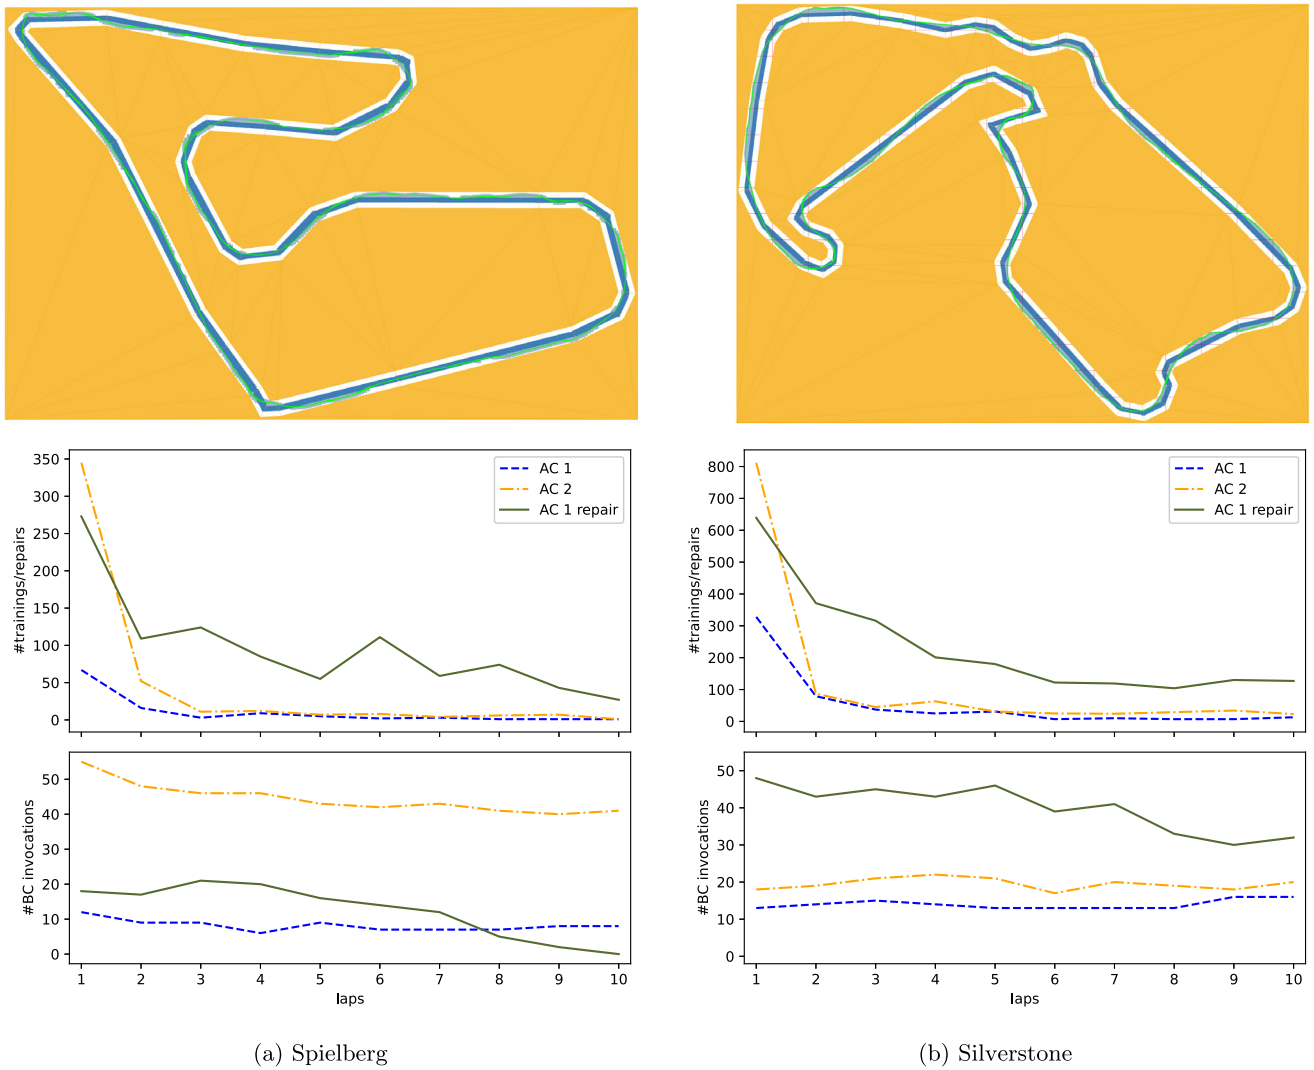 350
300
250
200
150
100
50
0
#trainings/repairs
AC 1
AC 2
AC 1 repair
50
40
30
20
10
0
#BC invocations
1 2 3 4 5 6 7 8 9 10
laps
(a) Spielberg
800
700
600
500
400
300
200
100
0
#trainings/repairs
AC 1
AC 2
AC 1 repair
50
40
30
20
10
0
#BC invocations
1 2 3 4 5 6 7 8 9 10
laps
(b) Silverstone